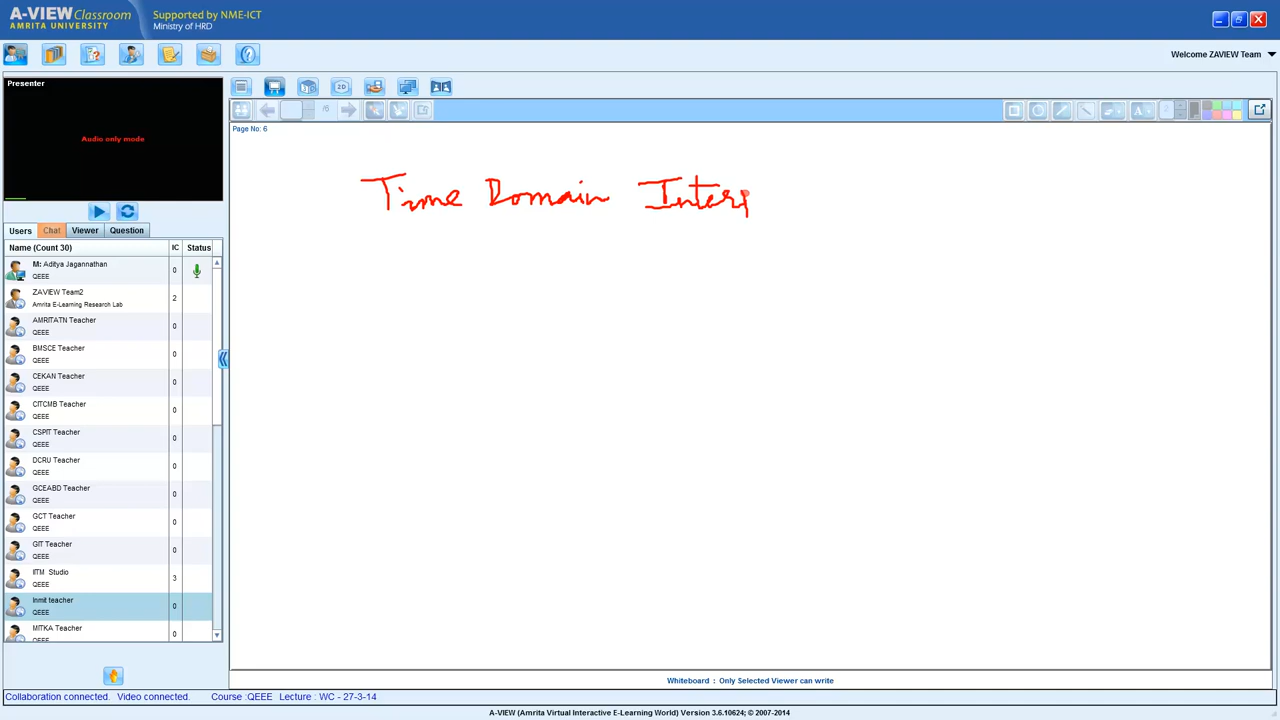 A-VIEW Classroom
AMRITA UNIVERSITY
Supported by NME-ICT
Ministry of HRD
Welcome ZAVIEW Team
Presenter
Audio only mode
2D
/6
A
2
Page No: 6
Time Domain Interp
Users Chat Viewer Question
Name (Count 30) IC Status
M: Aditya Jagannathan
QEEE
0
ZAVIEW Team2
Amrita E-Learning Research Lab
2
AMRITATN Teacher
QEEE
0
BMSCE Teacher
QEEE
0
CEKAN Teacher
QEEE
0
CITCMB Teacher
QEEE
0
CSPIT Teacher
QEEE
0
DCRU Teacher
QEEE
0
GCEABD Teacher
QEEE
0
GCT Teacher
QEEE
0
GIT Teacher
QEEE
0
IITM Studio
QEEE
3
Inmit teacher
QEEE
0
MITKA Teacher
QEEE
0
Whiteboard : Only Selected Viewer can write
Collaboration connected. Video connected. Course :QEEE Lecture : WC - 27-3-14
A-VIEW (Amrita Virtual Interactive E-Learning World) Version 3.6.10624; © 2007-2014